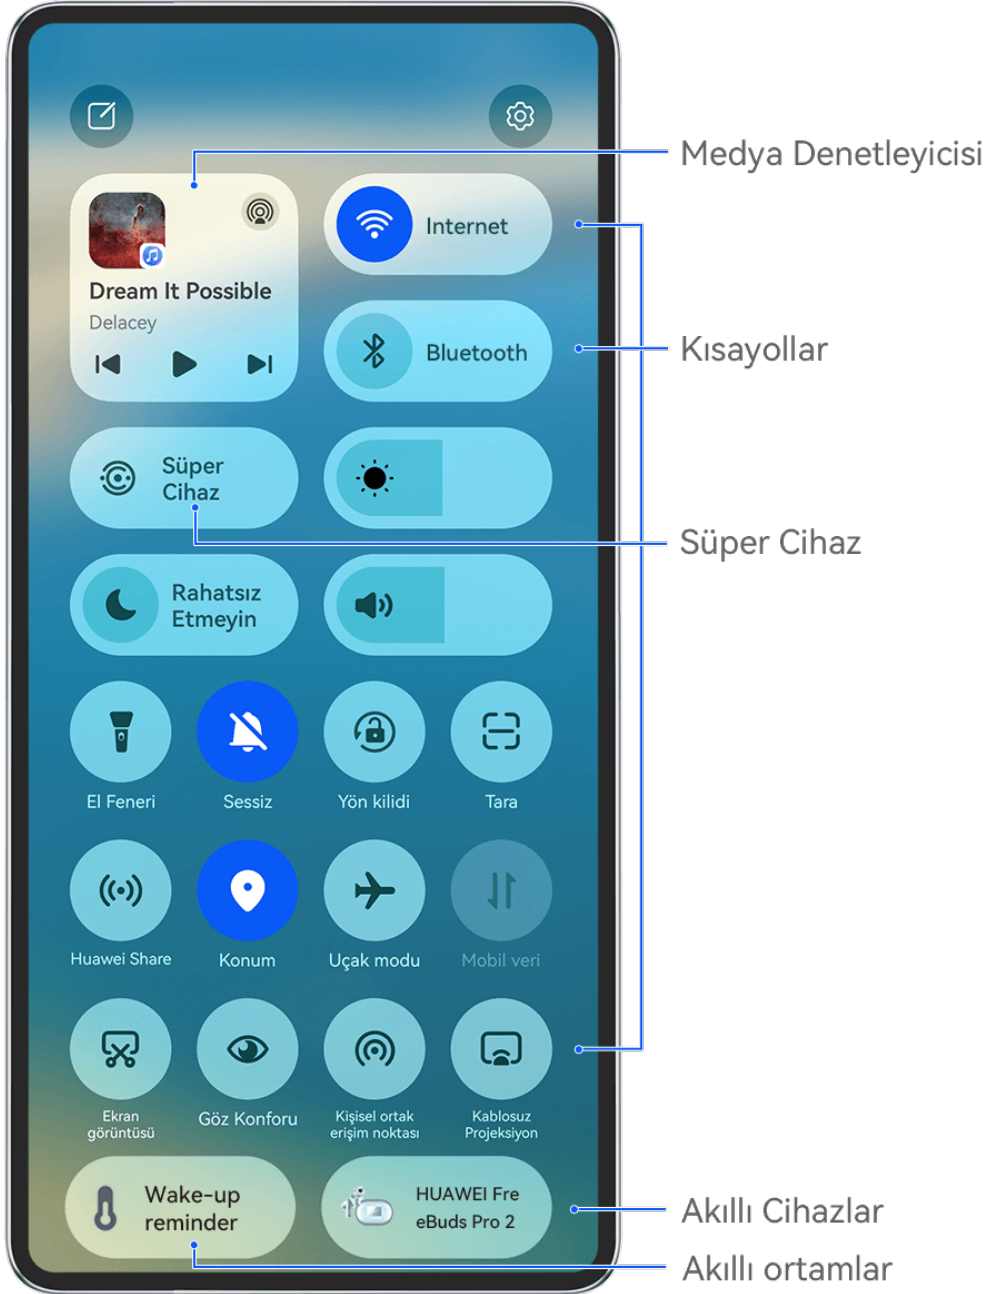 Medya Denetleyicisi
Dream It Possible
Delacey
Internet
Bluetooth
Kısayollar
Süper
Cihaz
Süper Cihaz
Rahatsız
Etmeyin
El Feneri
Sessiz
Yön kilidi
Tara
Huawei Share
Konum
Uçak modu
Mobil veri
Ekran
görüntüsü
Göz Konforu
Kişisel ortak
erişim noktası
Kablosuz
Projeksiyon
Wake-up
reminder
HUAWEI Fre
eBuds Pro 2
Akıllı Cihazlar
Akıllı ortamlar